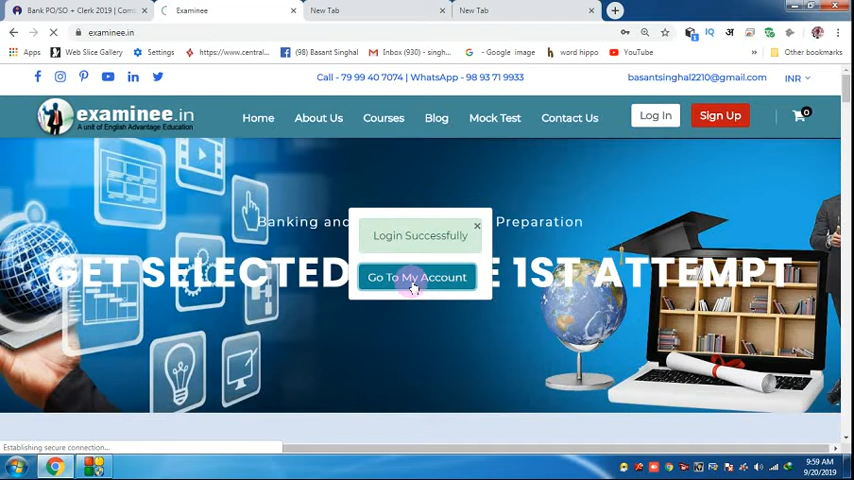 Bank PO/SO + Clerk 2019 | Com
Examinee
New Tab
New Tab
examinee.in
Apps
Web Slice Gallery
Settings
https://www.central...
(98) Basant Singhal
Inbox (930) - singh...
- Google image
word hippo
YouTube
Other bookmarks
Call - 79 99 40 7074 | WhatsApp - 98 93 71 9933
basantsinghal2210@gmail.com
INR
examinee.in
A unit of English Advantage Education
Home
About Us
Courses
Blog
Mock Test
Contact Us
Log In
Sign Up
0
Banking and
Preparation
Login Successfully
GET SELECTED
E 1ST ATTEMPT
Go To My Account
Establishing secure connection...
9:59 AM
9/20/2019